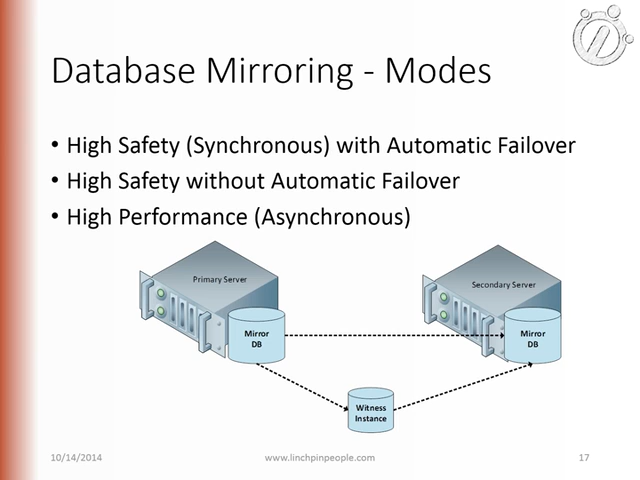 Database Mirroring - Modes
• High Safety (Synchronous) with Automatic Failover
• High Safety without Automatic Failover
• High Performance (Asynchronous)
Primary Server
Secondary Server
Mirror
DB
Mirror
DB
Witness
Instance
10/14/2014
www.linchpinpeople.com
17